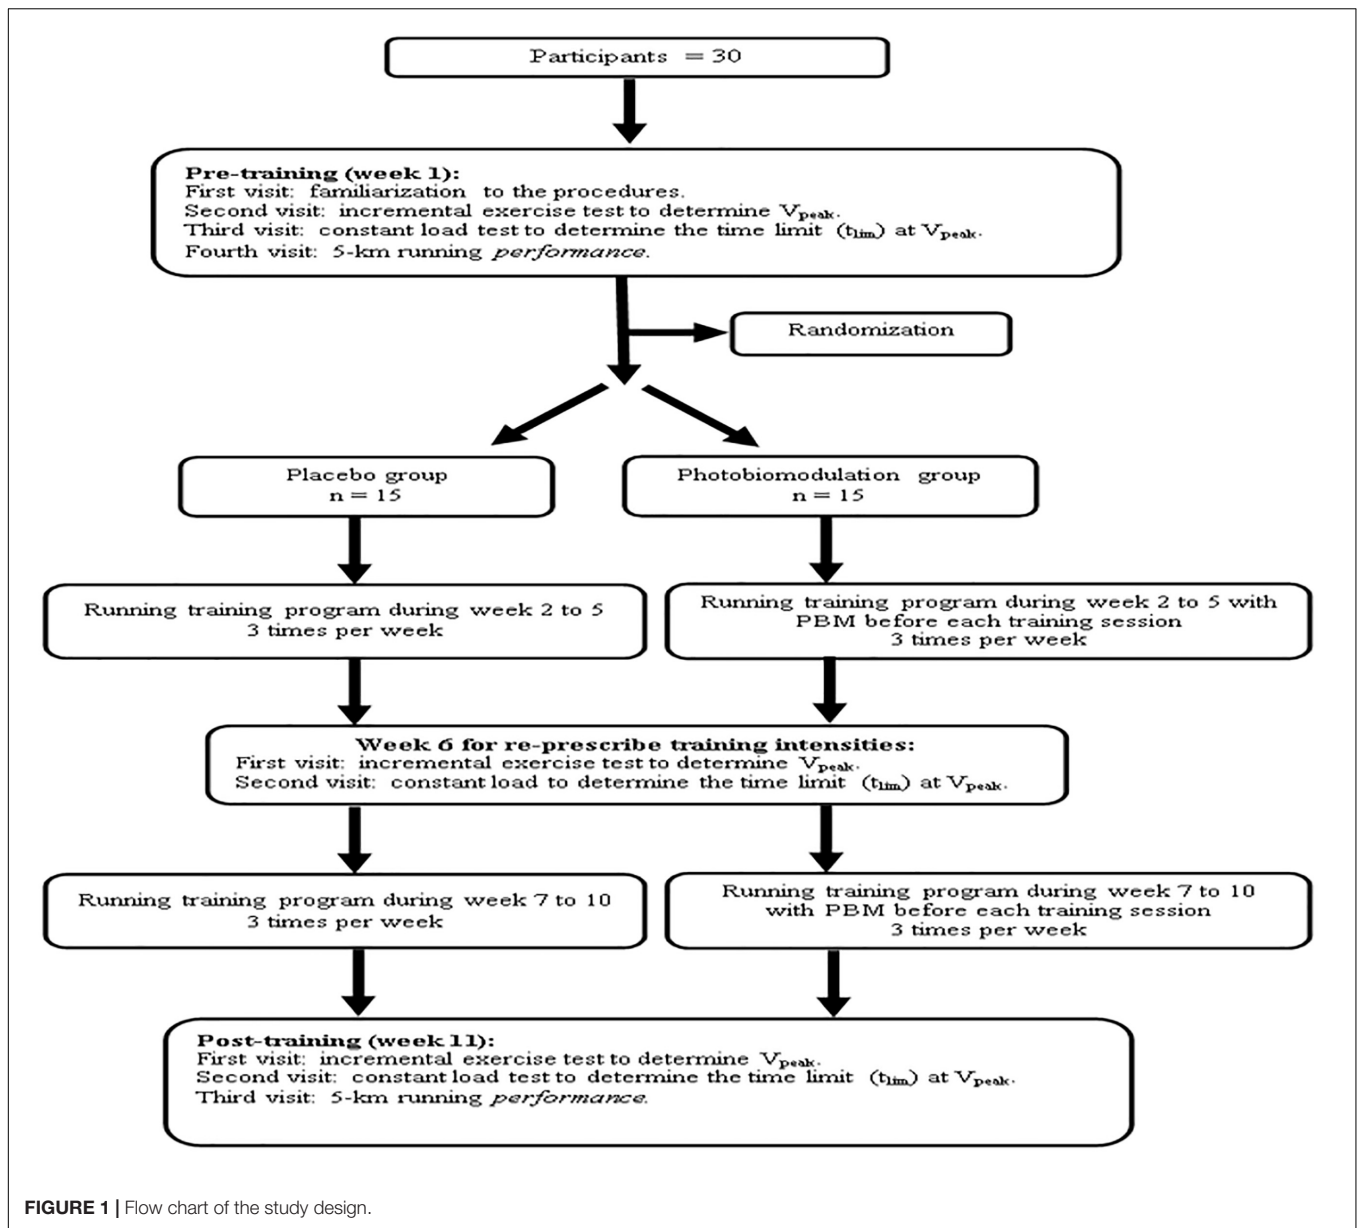 Participants = 30
Pre-training (week 1):
First visit: familiarization to the procedures.
Second visit: incremental exercise test to determine Vpeak.
Third visit: constant load test to determine the time limit (tlim) at Vpeak.
Fourth visit: 5-km running performance.
Randomization
Placebo group
n = 15
Photobiomodulation group
n = 15
Running training program during week 2 to 5
3 times per week
Running training program during week 2 to 5 with
PBM before each training session
3 times per week
Week 6 for re-prescribe training intensities:
First visit: incremental exercise test to determine Vpeak.
Second visit: constant load to determine the time limit (tlim) at Vpeak.
Running training program during week 7 to 10
3 times per week
Running training program during week 7 to 10
with PBM before each training session
3 times per week
Post-training (week 11):
First visit: incremental exercise test to determine Vpeak.
Second visit: constant load test to determine the time limit (tlim) at Vpeak.
Third visit: 5-km running performance.
FIGURE 1 | Flow chart of the study design.